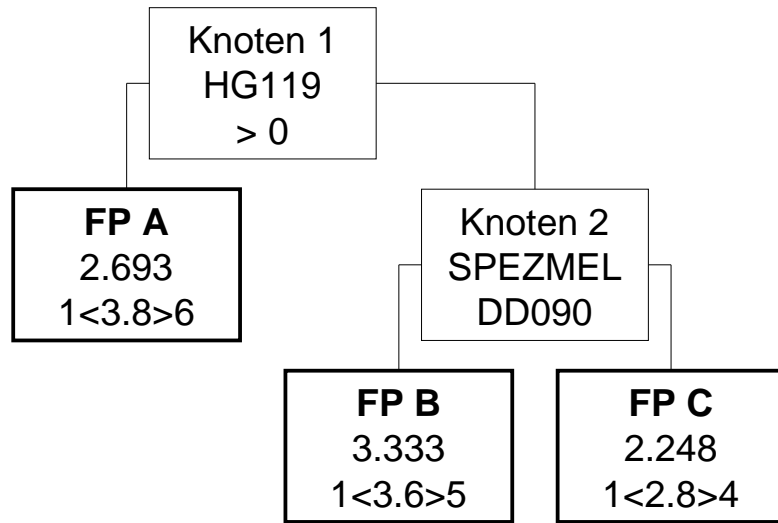 Knoten 1
HG119
> 0
FP A
2.693
1<3.8>6
Knoten 2
SPEZMEL
DD090
FP B
3.333
1<3.6>5
FP C
2.248
1<2.8>4